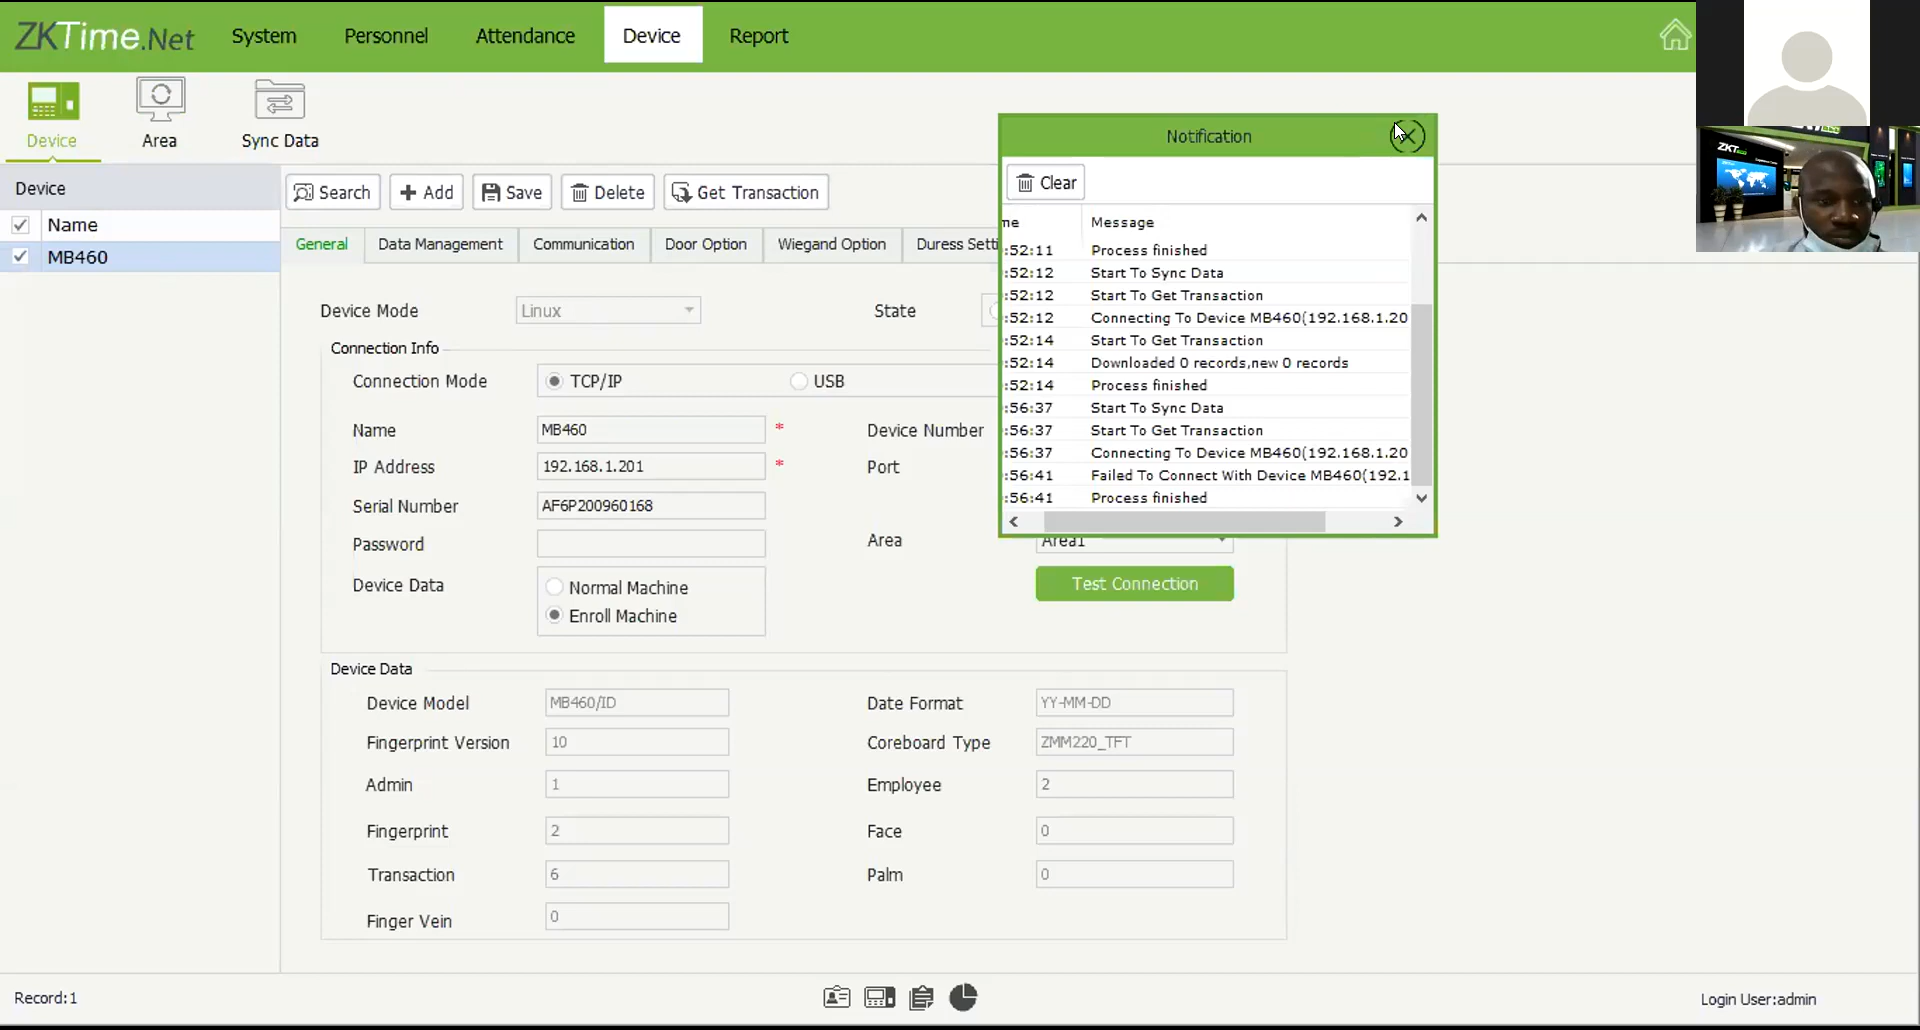 ZKTime.Net System Personnel Attendance Device Report
Device Area Sync Data
Device
Name
MB460
Search Add Save Delete Get Transaction
General Data Management Communication Door Option Wiegand Option Duress Setti
Device Mode Linux State
Connection Info
Connection Mode TCP/IP USB
Name MB460 * Device Number
IP Address 192.168.1.201 * Port
Serial Number AF6P200960168
Password Area Area1
Device Data Normal Machine
Enroll Machine
Test Connection
Notification
Clear
me Message
:52:11 Process finished
:52:12 Start To Sync Data
:52:12 Start To Get Transaction
:52:12 Connecting To Device MB460(192.168.1.20
:52:14 Start To Get Transaction
:52:14 Downloaded 0 records,new 0 records
:52:14 Process finished
:56:37 Start To Sync Data
:56:37 Start To Get Transaction
:56:37 Connecting To Device MB460(192.168.1.20
:56:41 Failed To Connect With Device MB460(192.1
:56:41 Process finished
Device Data
Device Model MB460/ID Date Format YY-MM-DD
Fingerprint Version 10 Coreboard Type ZMM220_TFT
Admin 1 Employee 2
Fingerprint 2 Face 0
Transaction 6 Palm 0
Finger Vein 0
Record:1
Login User:admin